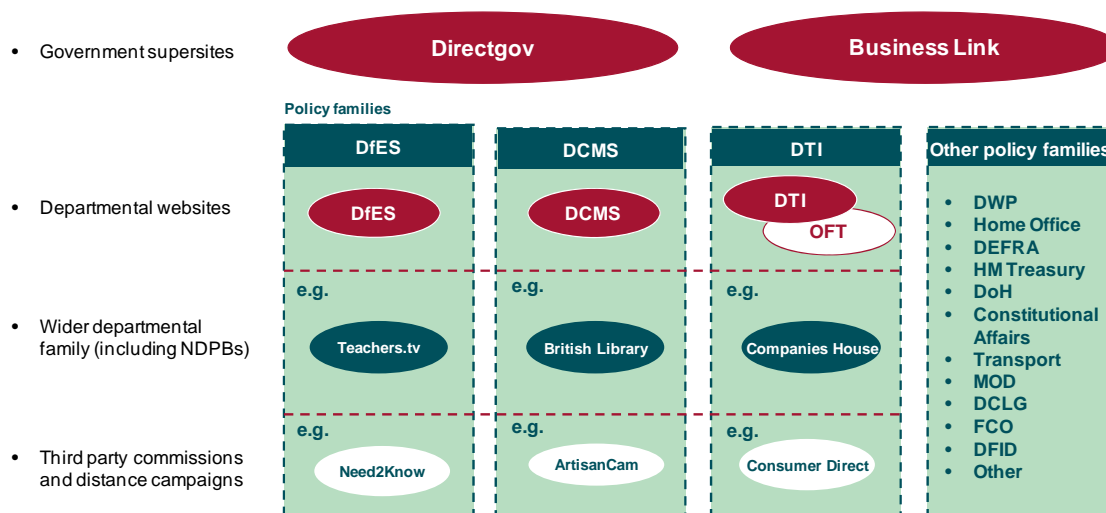 • Government supersites
Directgov
Business Link
Policy families
DfES
DCMS
DTI
Other policy families
• Departmental websites
DfES
DCMS
DTI
OFT
• DWP
• Home Office
• DEFRA
• HM Treasury
• DoH
• Constitutional
Affairs
• Transport
• MOD
• DCLG
• FCO
• DFID
• Other
• Wider departmental
family (including NDPBs)
e.g.
Teachers.tv
e.g.
British Library
e.g.
Companies House
• Third party commissions
and distance campaigns
e.g.
Need2Know
e.g.
ArtisanCam
e.g.
Consumer Direct